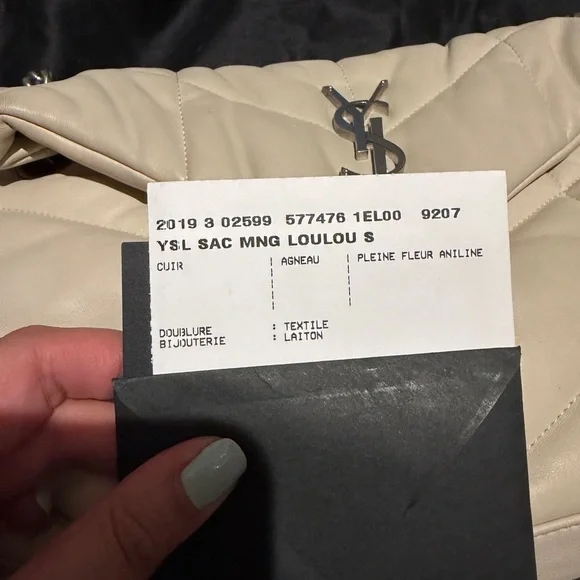 YSL
2019 3 02599 577476 1EL00 9207
YSL SAC MNG LOULOU S
CUIR AGNEAU PLEINE FLEUR ANILINE
DOUBLURE : TEXTILE
BIJOUTERIE : LAITON